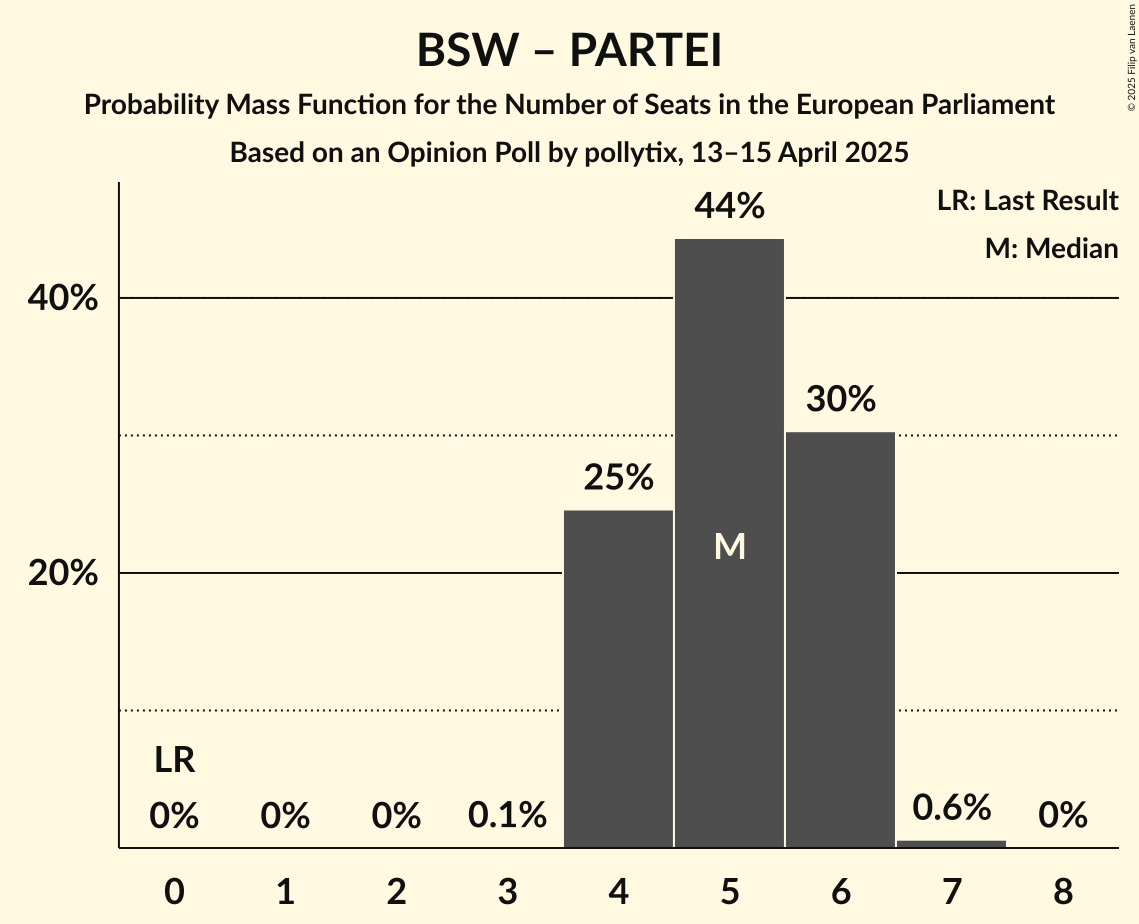 BSW – PARTEI
Probability Mass Function for the Number of Seats in the European Parliament
Based on an Opinion Poll by pollytix, 13–15 April 2025
© 2025 Filip van Laenen
LR: Last Result
M: Median
44%
40%
30%
25%
M
20%
LR
0% 0% 0% 0.1% 0.6% 0%
0 1 2 3 4 5 6 7 8